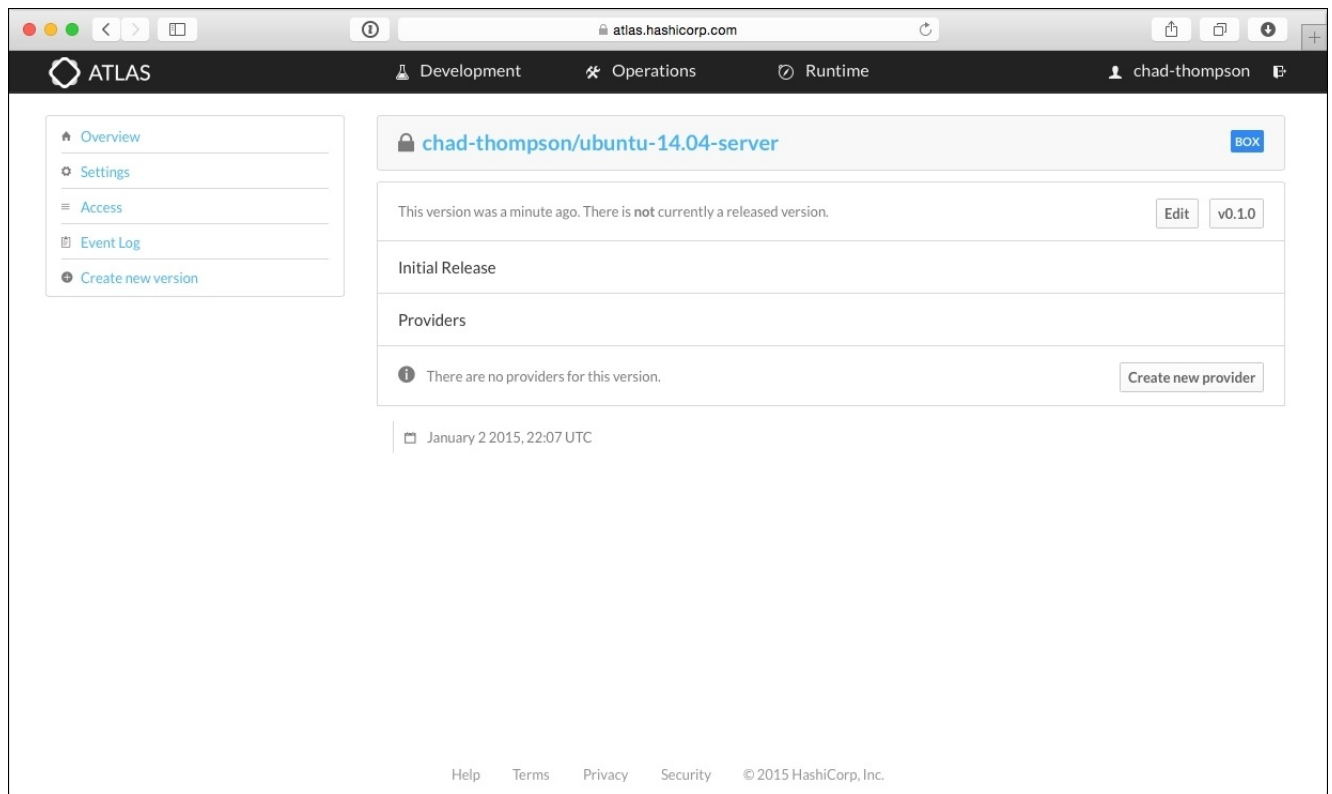 atlas.hashicorp.com
ATLAS Development Operations Runtime chad-thompson
Overview
Settings
Access
Event Log
Create new version
chad-thompson/ubuntu-14.04-server BOX
This version was a minute ago. There is not currently a released version. Edit v0.1.0
Initial Release
Providers
There are no providers for this version. Create new provider
January 2 2015, 22:07 UTC
Help Terms Privacy Security © 2015 HashiCorp, Inc.